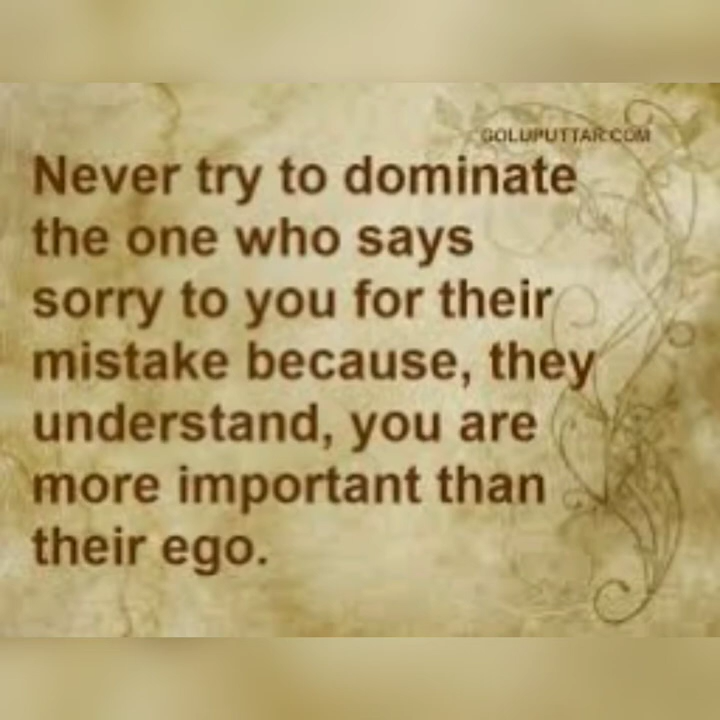 GOLUPUTTAR.COM
Never try to dominate
the one who says
sorry to you for their
mistake because, they
understand, you are
more important than
their ego.